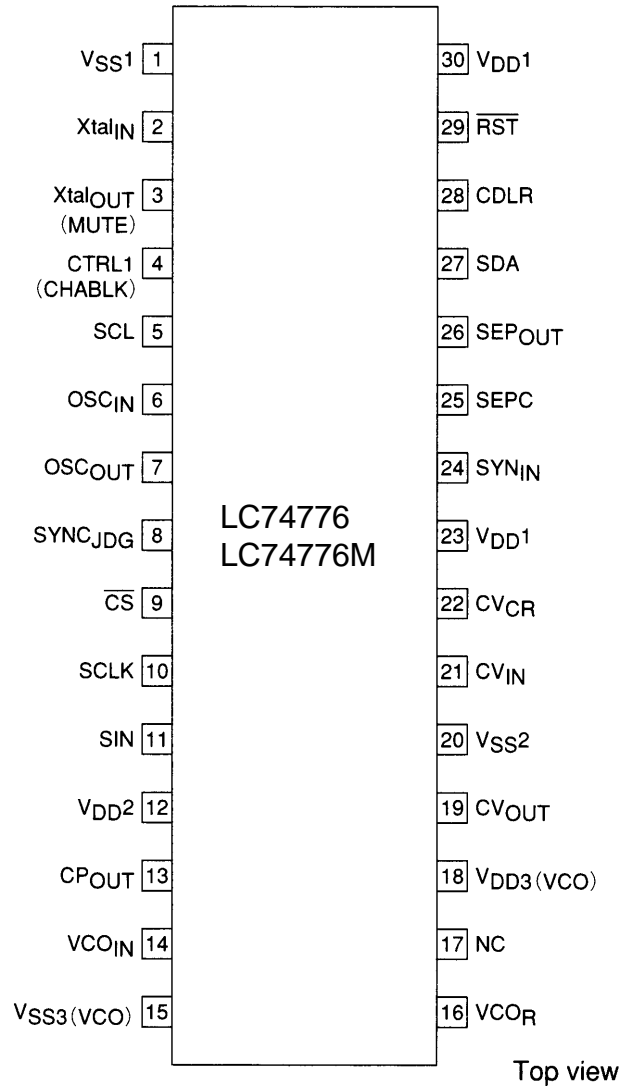 VSS1 1 30 VDD1
XtalIN 2 29 RST
XtalOUT 3 28 CDLR
(MUTE)
CTRL1 4 27 SDA
(CHABLK)
SCL 5 26 SEPOUT
OSCIN 6 25 SEPC
OSCOUT 7 24 SYNIN
LC74776
SYNCJDG 8 23 VDD1
LC74776M
CS 9 22 CVCR
SCLK 10 21 CVIN
SIN 11 20 VSS2
VDD2 12 19 CVOUT
CPOUT 13 18 VDD3(VCO)
VCOIN 14 17 NC
VSS3(VCO) 15 16 VCOR
Top view